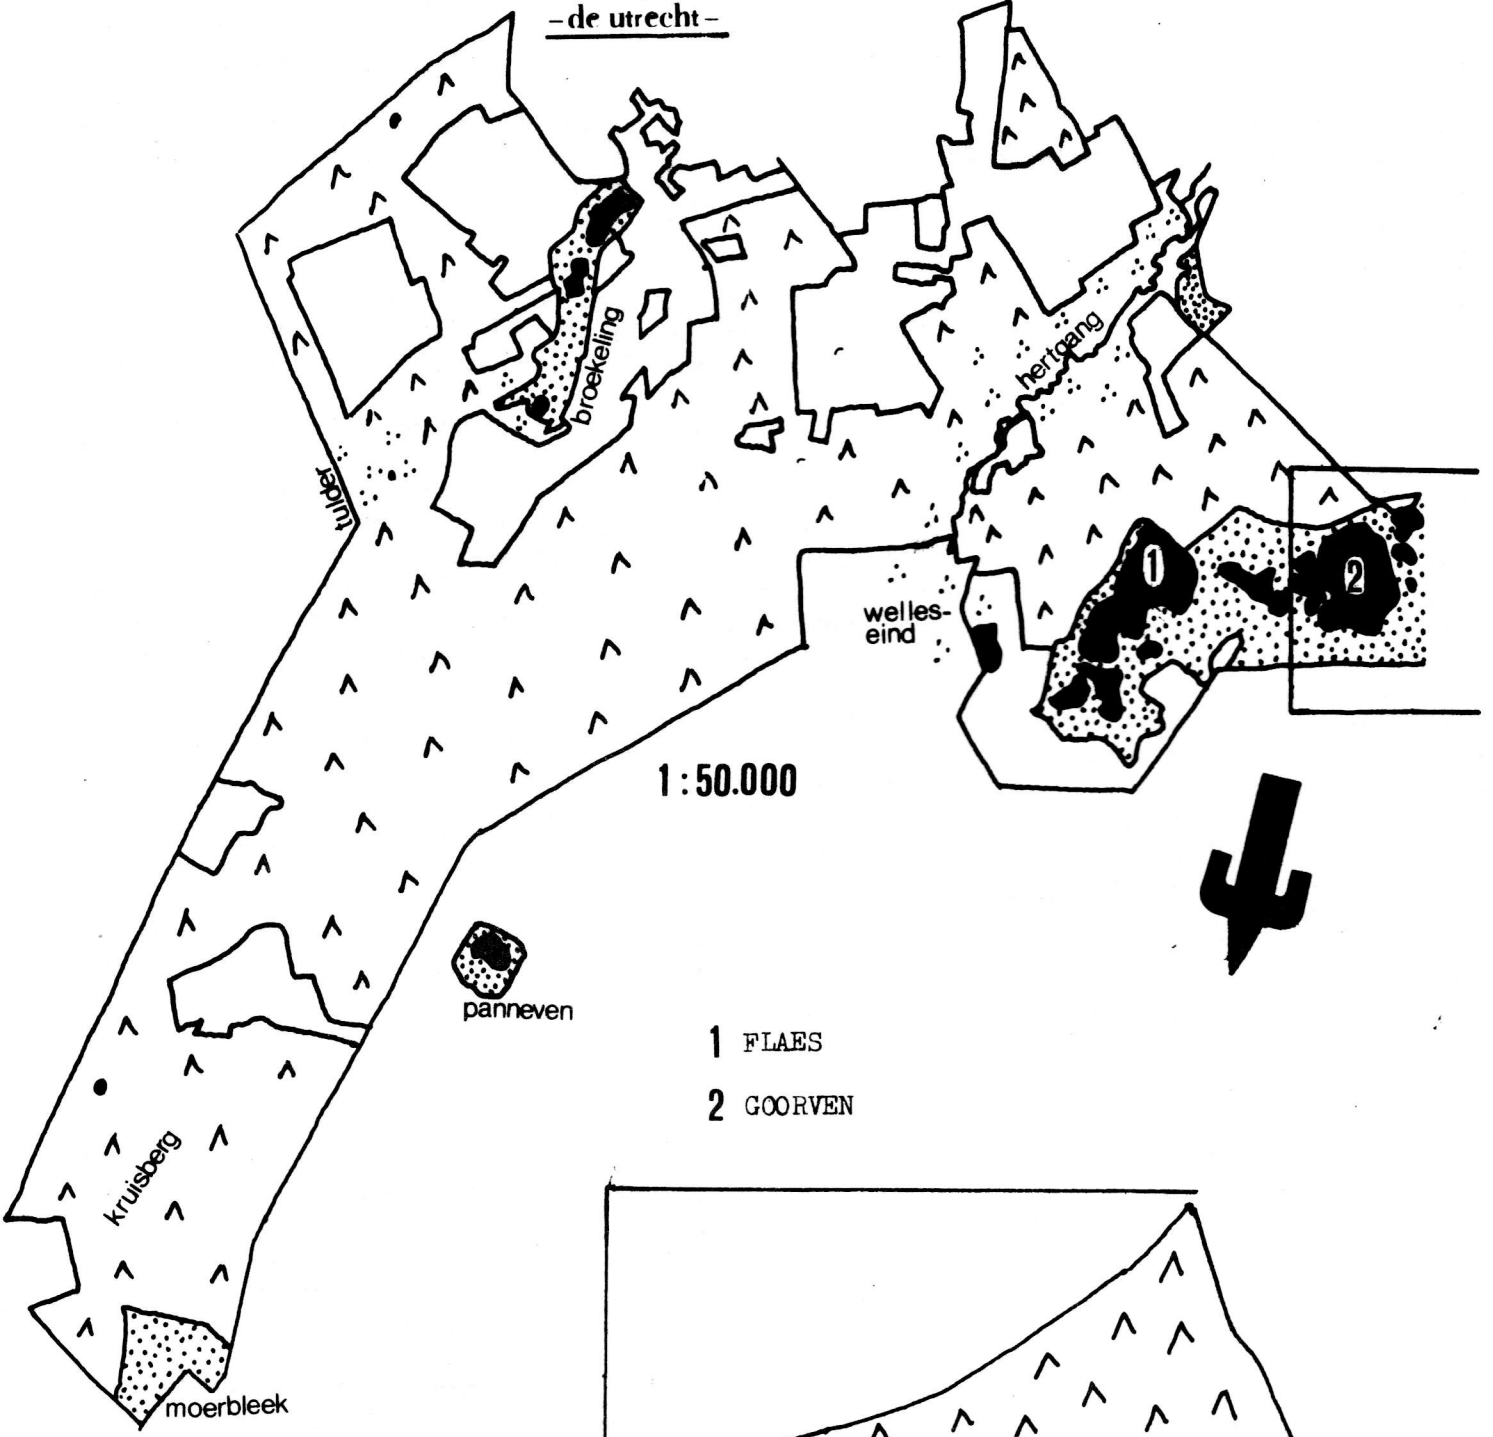 -de utrecht-
broekeling
hertgang
tulder
1
2
welles-
eind
1:50.000
panneven
1 FLAES
2 GOORVEN
kruisberg
moerbleek